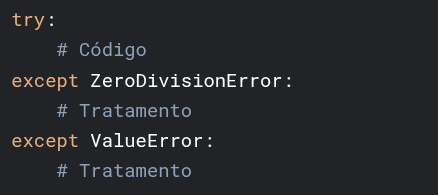 try:
    # Código
except ZeroDivisionError:
    # Tratamento
except ValueError:
    # Tratamento